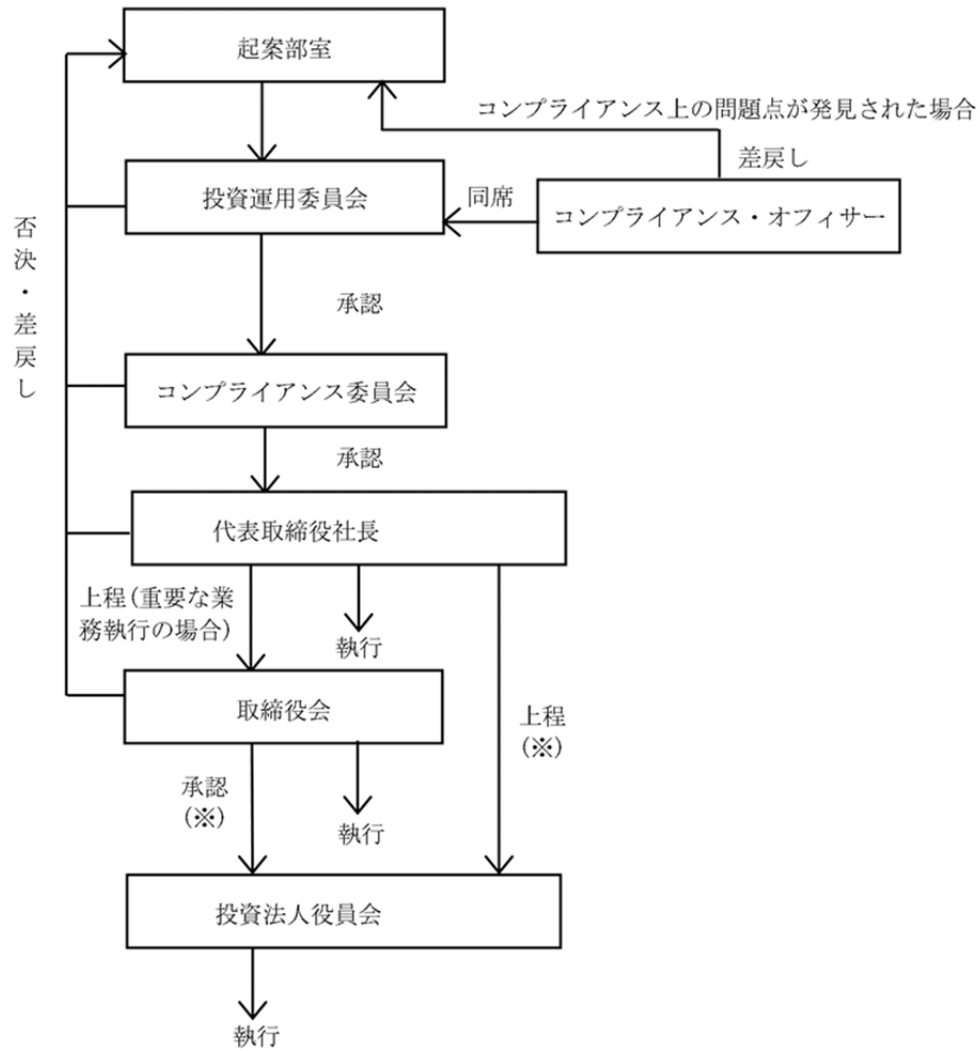 起案部室
コンプライアンス上の問題点が発見された場合
差戻し
投資運用委員会
同席
コンプライアンス・オフィサー
否決・差戻し
承認
コンプライアンス委員会
承認
代表取締役社長
上程(重要な業
務執行の場合)
執行
取締役会
上程
(※)
承認
(※)
執行
投資法人役員会
執行